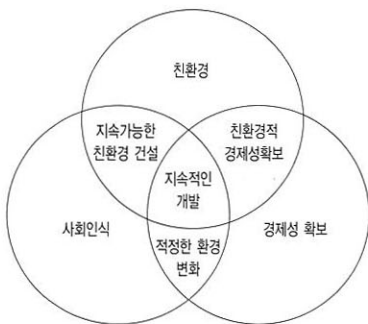 친환경
지속가능한
친환경 건설
친환경적
경제성확보
지속적인
개발
사회인식
경제성 확보
적정한 환경
변화